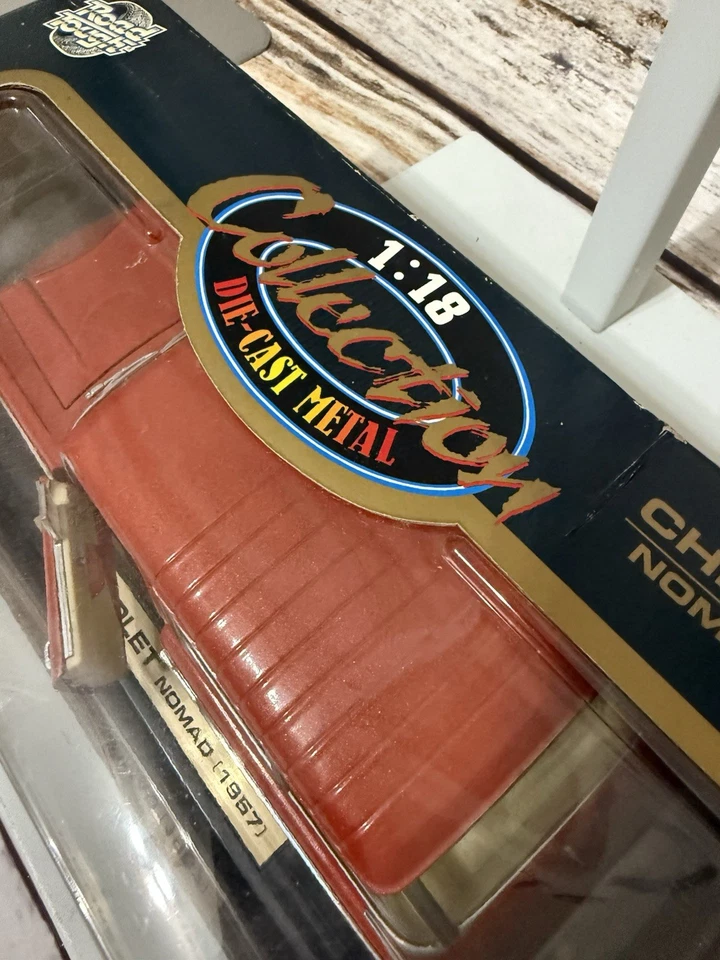 ROAD
TOUGH
1:18
Collection
DIE-CAST METAL
CH
NOM
OLET
NOMAD (1957)